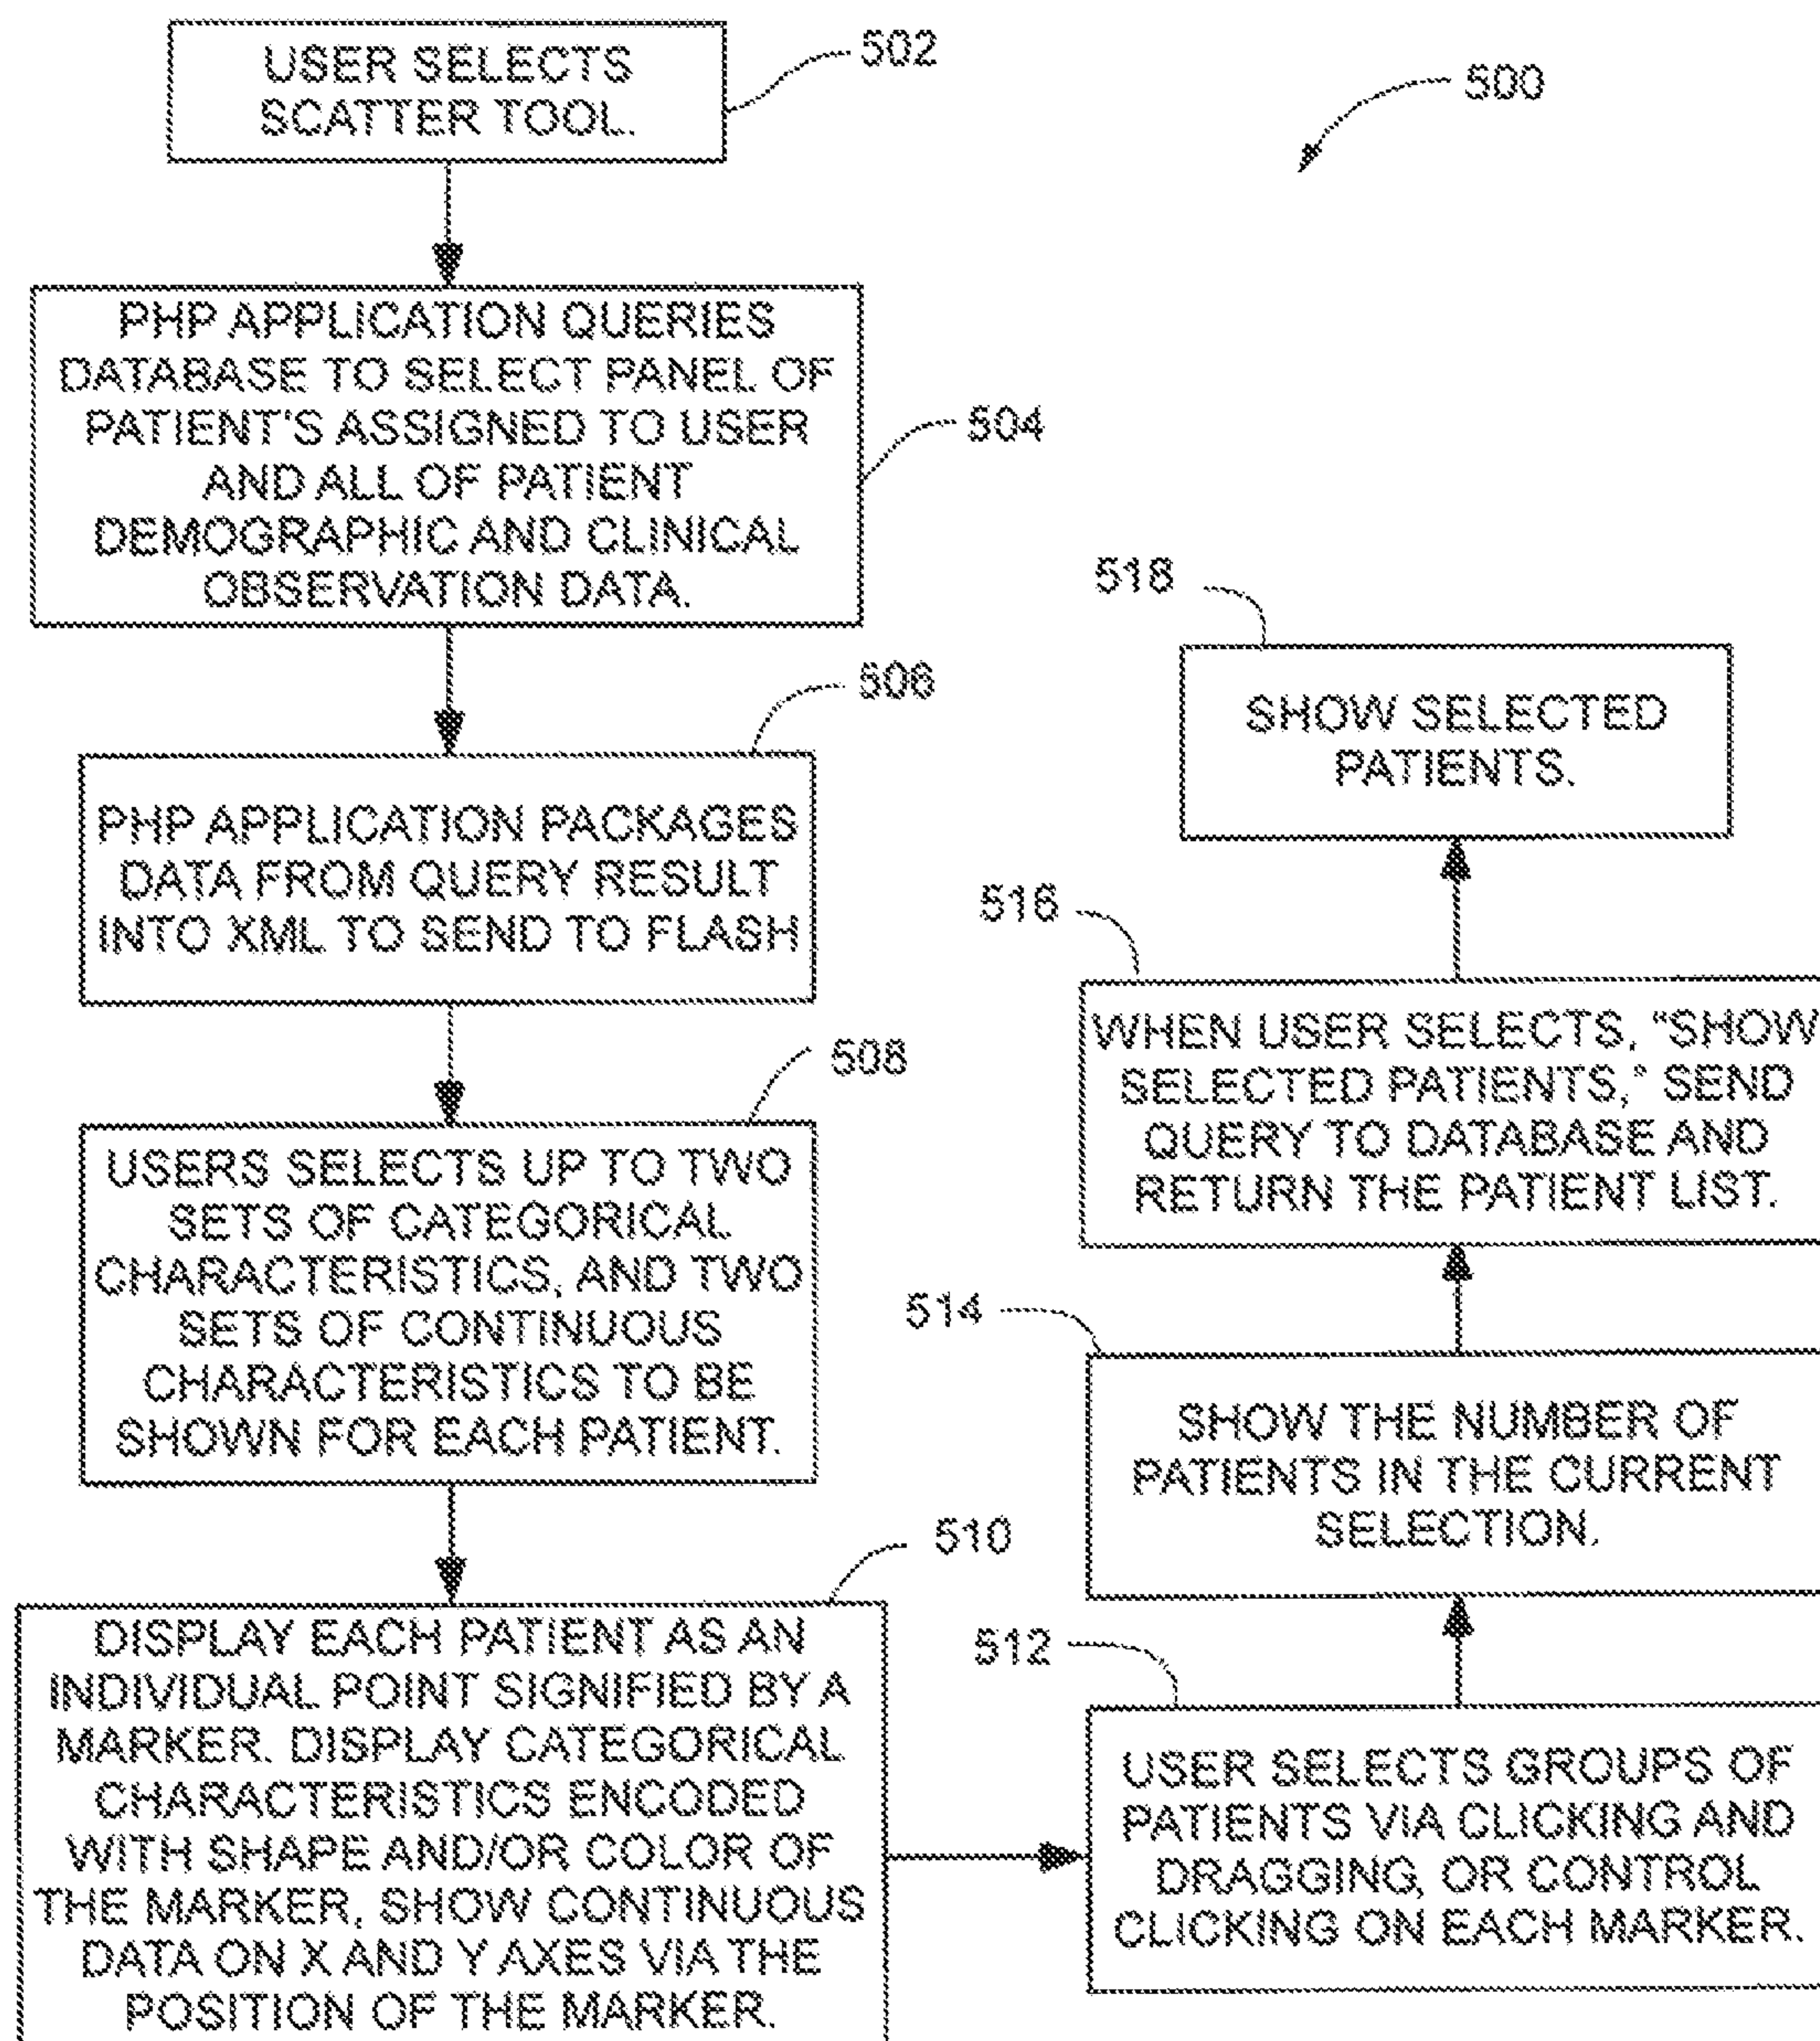 USER SELECTS
SCATTER TOOL.
502
500
PHP APPLICATION QUERIES
DATABASE TO SELECT PANEL OF
PATIENT'S ASSIGNED TO USER
AND ALL OF PATIENT
DEMOGRAPHIC AND CLINICAL
OBSERVATION DATA.
504
506
PHP APPLICATION PACKAGES
DATA FROM QUERY RESULT
INTO XML TO SEND TO FLASH
508
USERS SELECTS UP TO TWO
SETS OF CATEGORICAL
CHARACTERISTICS, AND TWO
SETS OF CONTINUOUS
CHARACTERISTICS TO BE
SHOWN FOR EACH PATIENT.
510
DISPLAY EACH PATIENT AS AN
INDIVIDUAL POINT SIGNIFIED BY A
MARKER. DISPLAY CATEGORICAL
CHARACTERISTICS ENCODED
WITH SHAPE AND/OR COLOR OF
THE MARKER, SHOW CONTINUOUS
DATA ON X AND Y AXES VIA THE
POSITION OF THE MARKER.
512
USER SELECTS GROUPS OF
PATIENTS VIA CLICKING AND
DRAGGING, OR CONTROL
CLICKING ON EACH MARKER.
514
SHOW THE NUMBER OF
PATIENTS IN THE CURRENT
SELECTION.
516
WHEN USER SELECTS, "SHOW
SELECTED PATIENTS," SEND
QUERY TO DATABASE AND
RETURN THE PATIENT LIST.
518
SHOW SELECTED
PATIENTS.